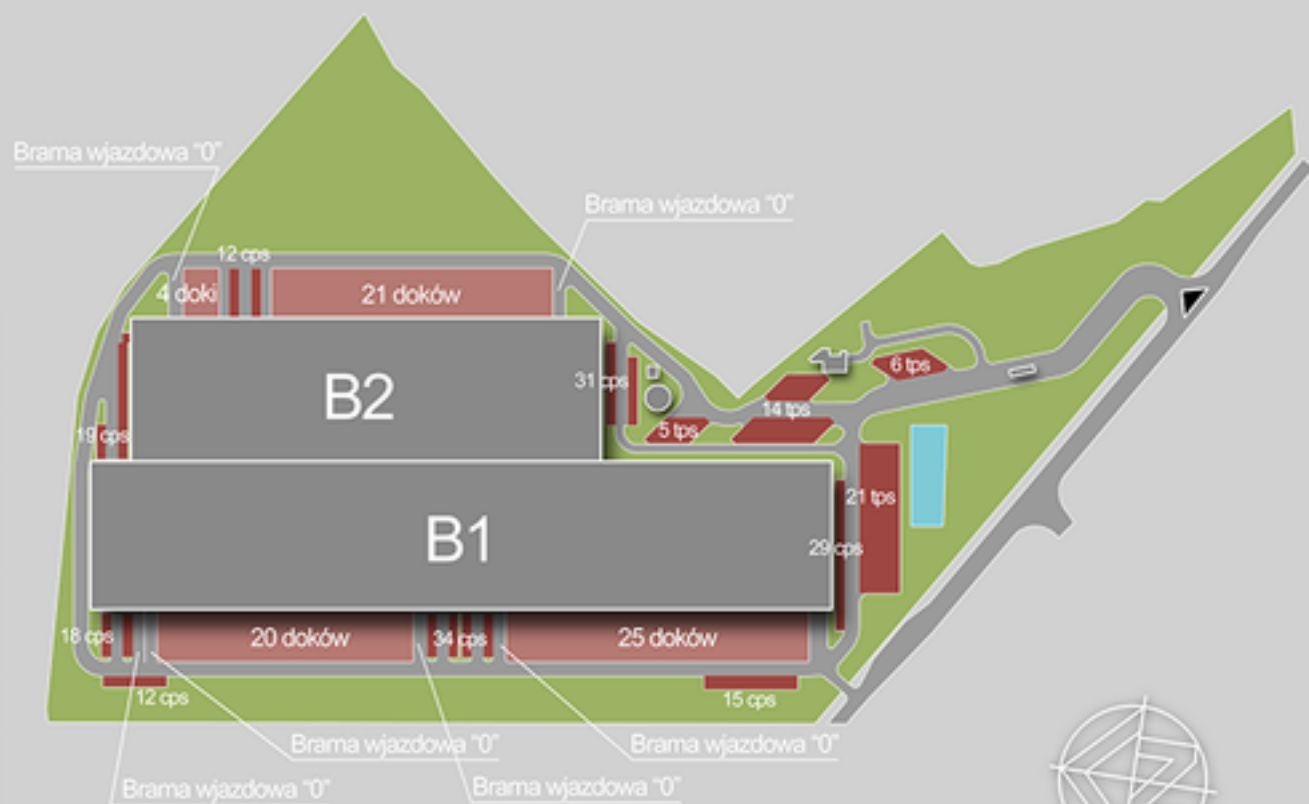 Brama wjazdowa "0"
Brama wjazdowa "0"
12 cps
4 doki
21 doków
B2
31 cps
6 tps
14 tps
5 tps
19 cps
21 tps
B1
29 cps
18 cps
20 doków
34 cps
25 doków
12 cps
15 cps
Brama wjazdowa "0"
Brama wjazdowa "0"
Brama wjazdowa "0"
Brama wjazdowa "0"